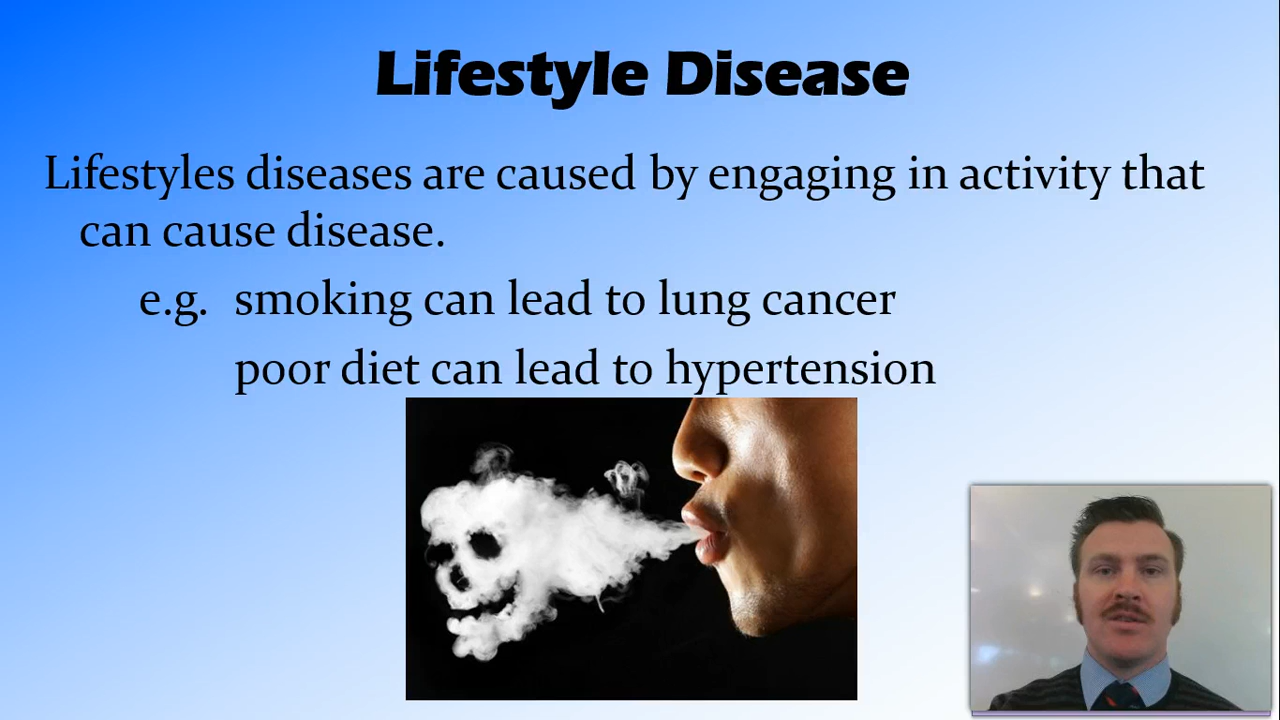 Lifestyle Disease
Lifestyles diseases are caused by engaging in activity that
can cause disease.
e.g. smoking can lead to lung cancer
poor diet can lead to hypertension